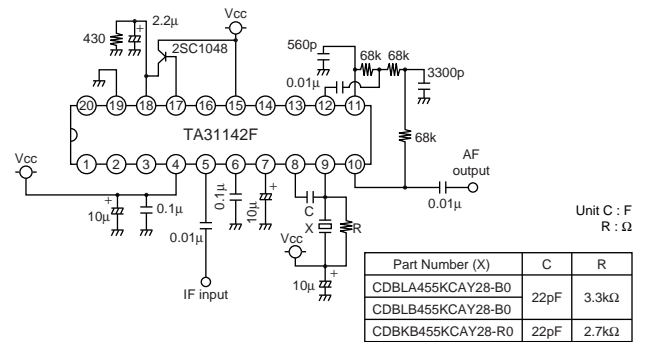 Vcc
2.2µ
+
430
2SC1048
560p
68k 68k
3300p
0.01µ
20 19 18 17 16 15 14 13 12 11
TA31142F
68k
1 2 3 4 5 6 7 8 9 10
Vcc
AF
output
+
10µ
0.1µ
0.01µ
0.1µ
10µ
+
C
X
R
0.01µ
Vcc
+
10µ
IF input
Unit C : F
R : Ω
Part Number (X) C R
CDBLA455KCAY28-B0 22pF 3.3kΩ
CDBLB455KCAY28-B0
CDBKB455KCAY28-R0 22pF 2.7kΩ